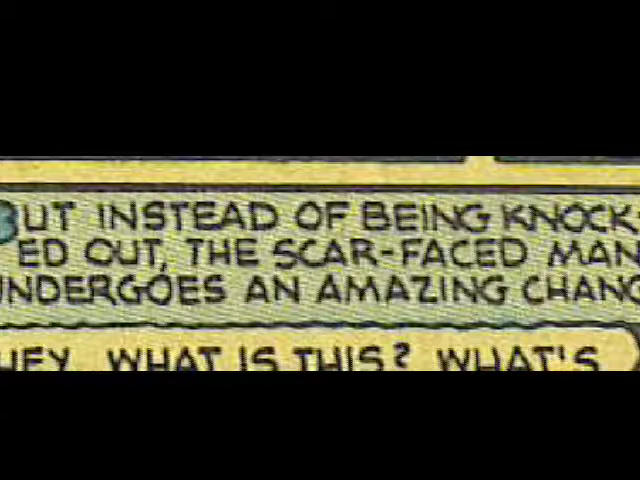 BUT INSTEAD OF BEING KNOCK-
ED OUT, THE SCAR-FACED MAN
UNDERGOES AN AMAZING CHANG
HEY WHAT IS THIS? WHAT'S